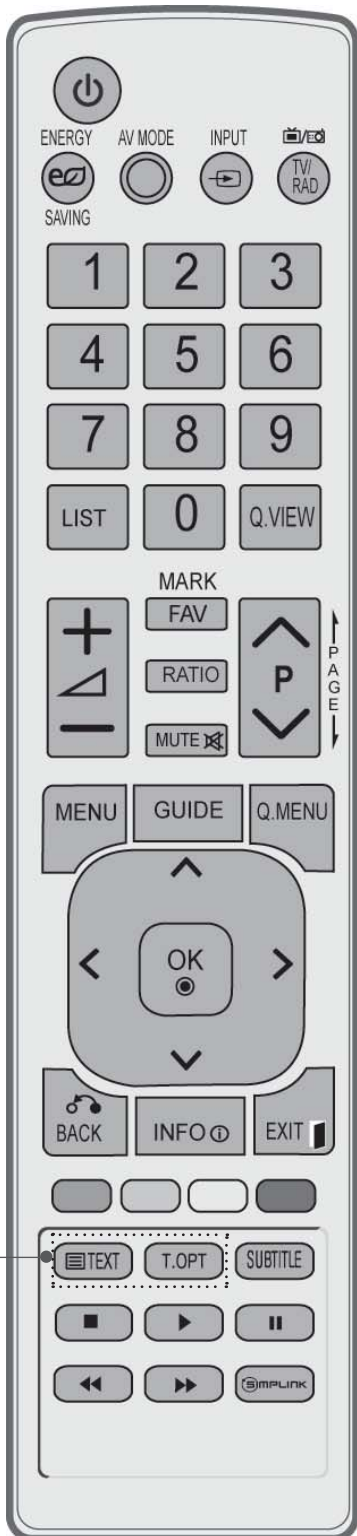 ENERGY AV MODE INPUT
TV/
RAD
SAVING
1 2 3
4 5 6
7 8 9
LIST 0 Q.VIEW
MARK
FAV
RATIO P
PAGE
MUTE
MENU GUIDE Q.MENU
OK
BACK INFO EXIT
TEXT T.OPT SUBTITLE
SIMPLINK